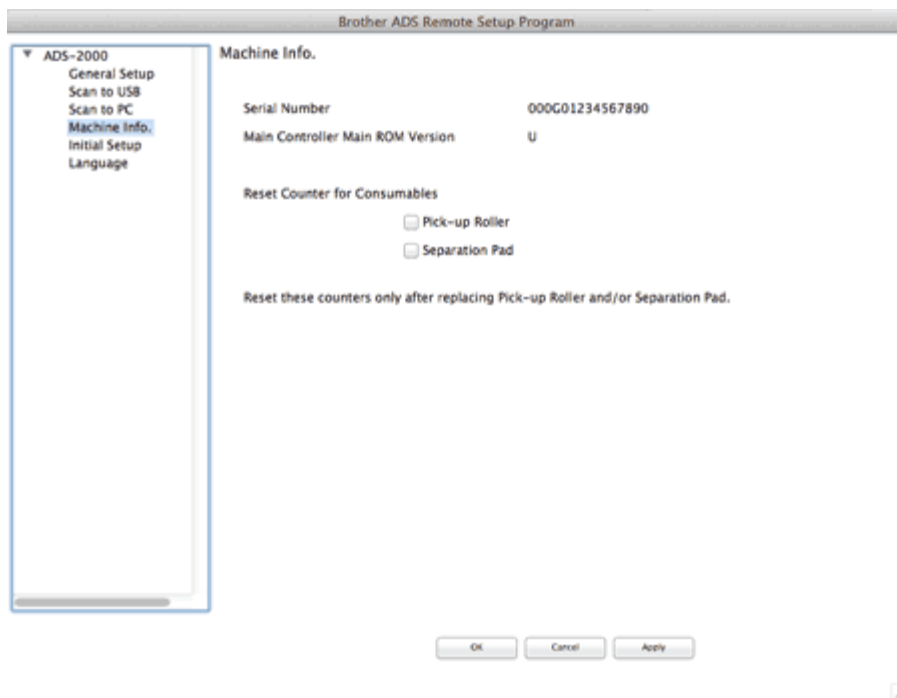 Brother ADS Remote Setup Program
ADS-2000
General Setup
Scan to USB
Scan to PC
Machine Info.
Initial Setup
Language
Machine Info.
Serial Number 000G01234567890
Main Controller Main ROM Version U
Reset Counter for Consumables
Pick-up Roller
Separation Pad
Reset these counters only after replacing Pick-up Roller and/or Separation Pad.
OK Cancel Apply